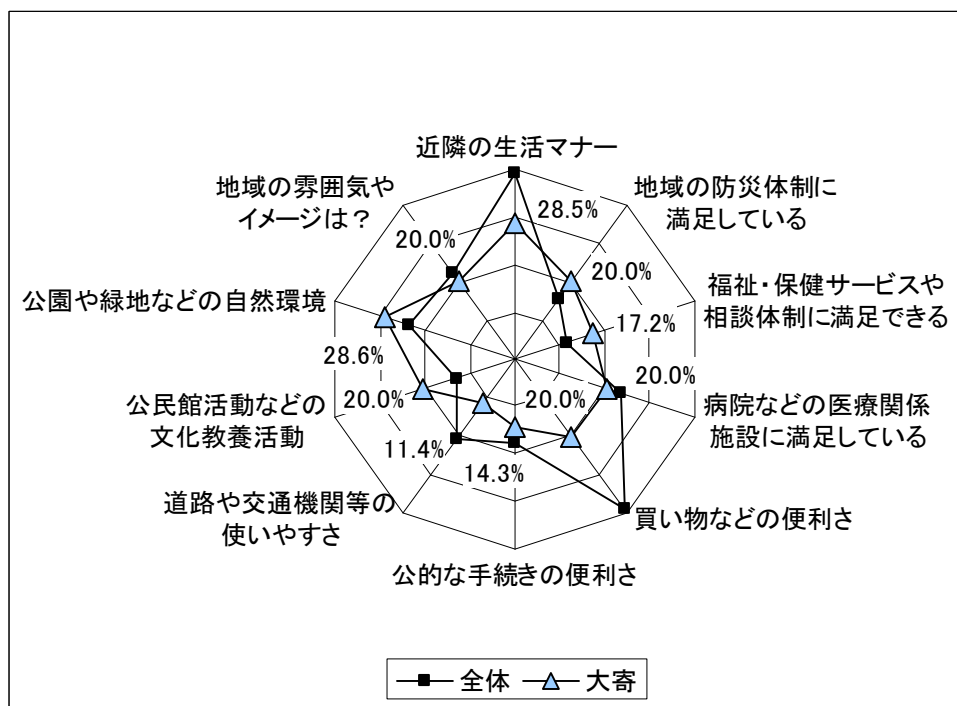 近隣の生活マナー
地域の雰囲気や
イメージは？
地域の防災体制に
満足している
28.5%
20.0%
20.0%
公園や緑地などの自然環境
福祉・保健サービスや
相談体制に満足できる
17.2%
28.6%
20.0%
公民館活動などの
文化教養活動
20.0%
20.0%
病院などの医療関係
施設に満足している
11.4%
14.3%
道路や交通機関等の
使いやすさ
買い物などの便利さ
公的な手続きの便利さ
全体
大寄